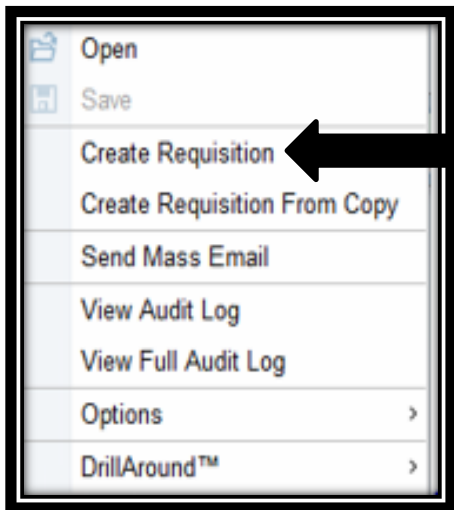 Open
Save
Create Requisition
Create Requisition From Copy
Send Mass Email
View Audit Log
View Full Audit Log
Options
DrillAround™